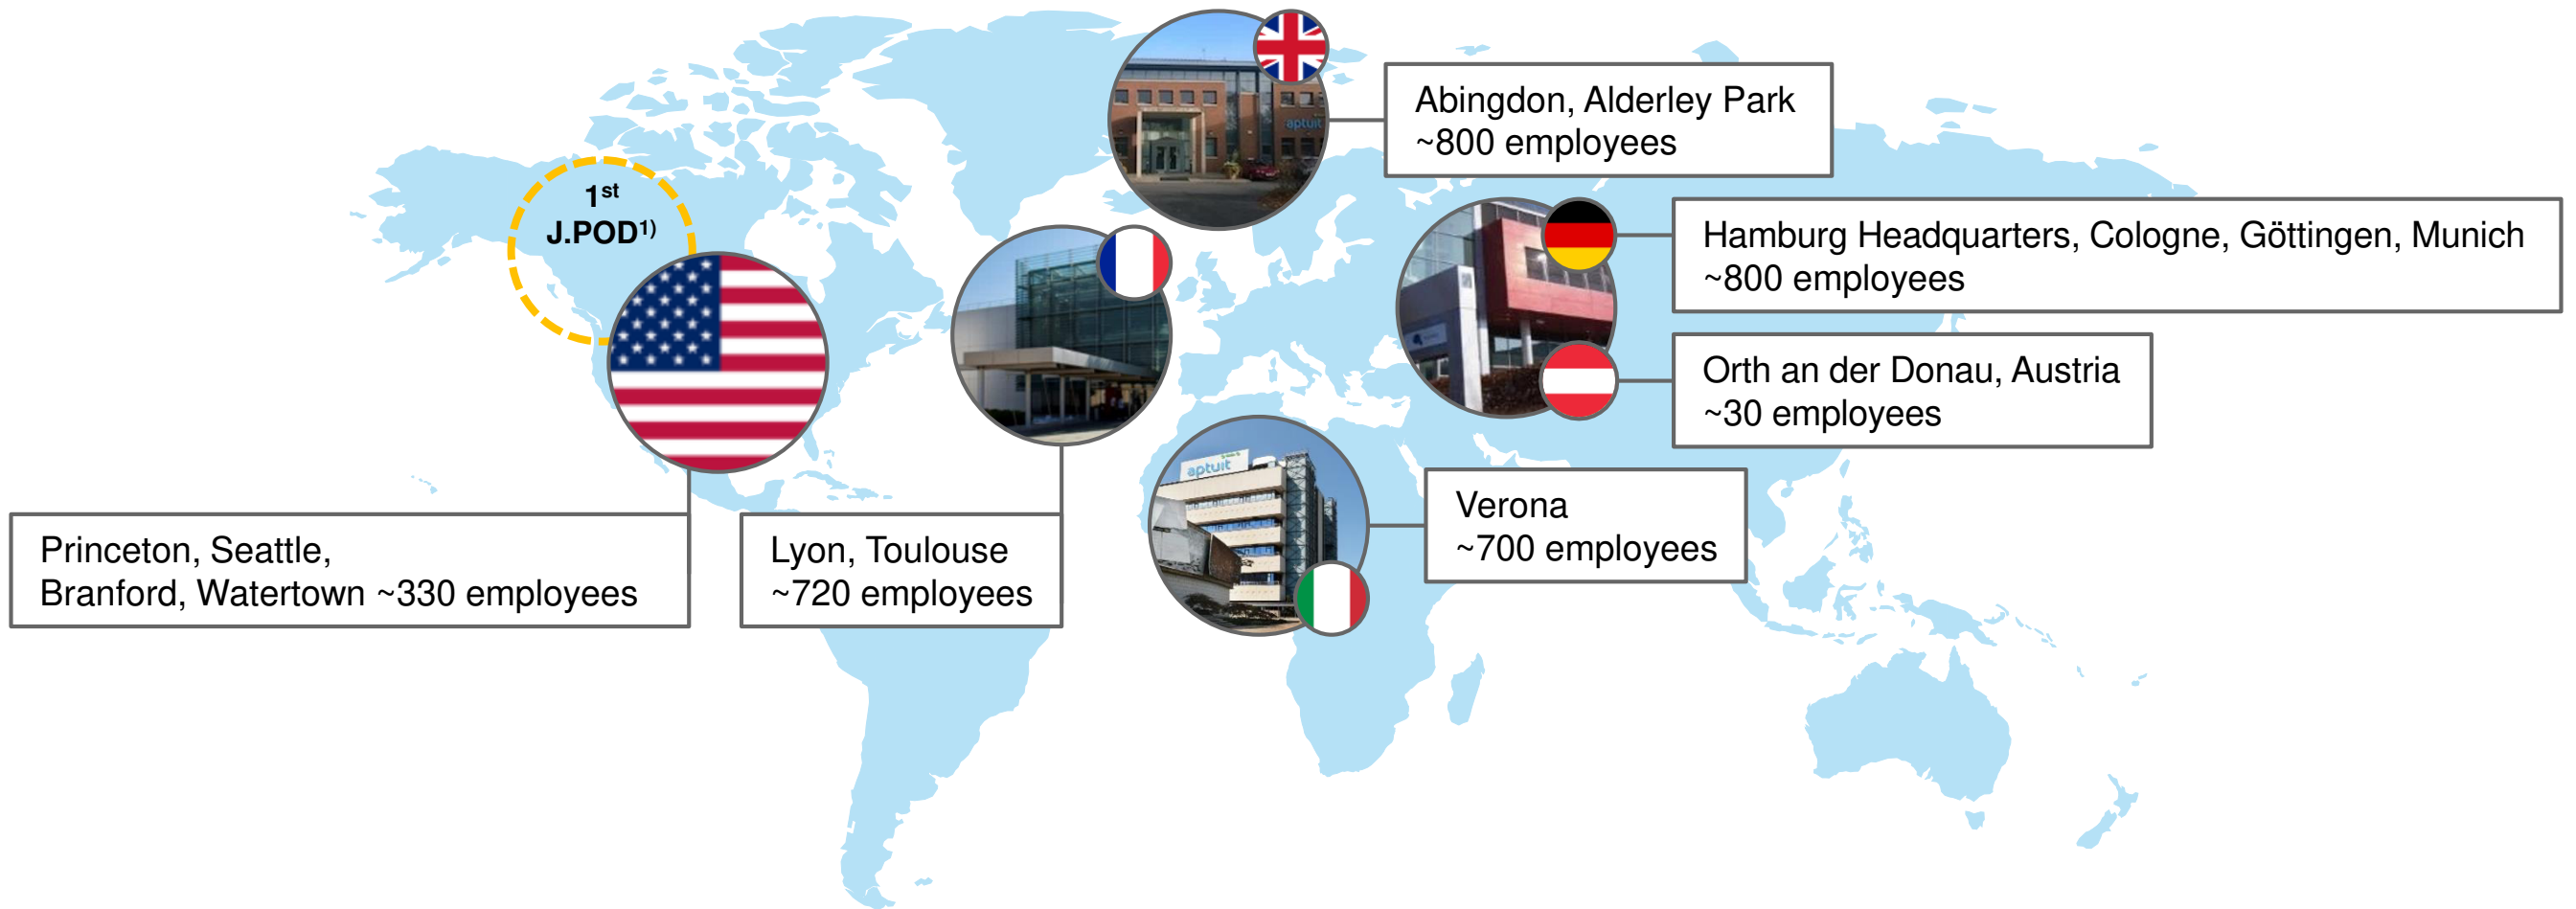 aptuit
Abingdon, Alderley Park
~800 employees
1st
J.POD1)
Hamburg Headquarters, Cologne, Göttingen, Munich
~800 employees
Orth an der Donau, Austria
~30 employees
aptuit
Verona
~700 employees
Princeton, Seattle,
Branford, Watertown ~330 employees
Lyon, Toulouse
~720 employees